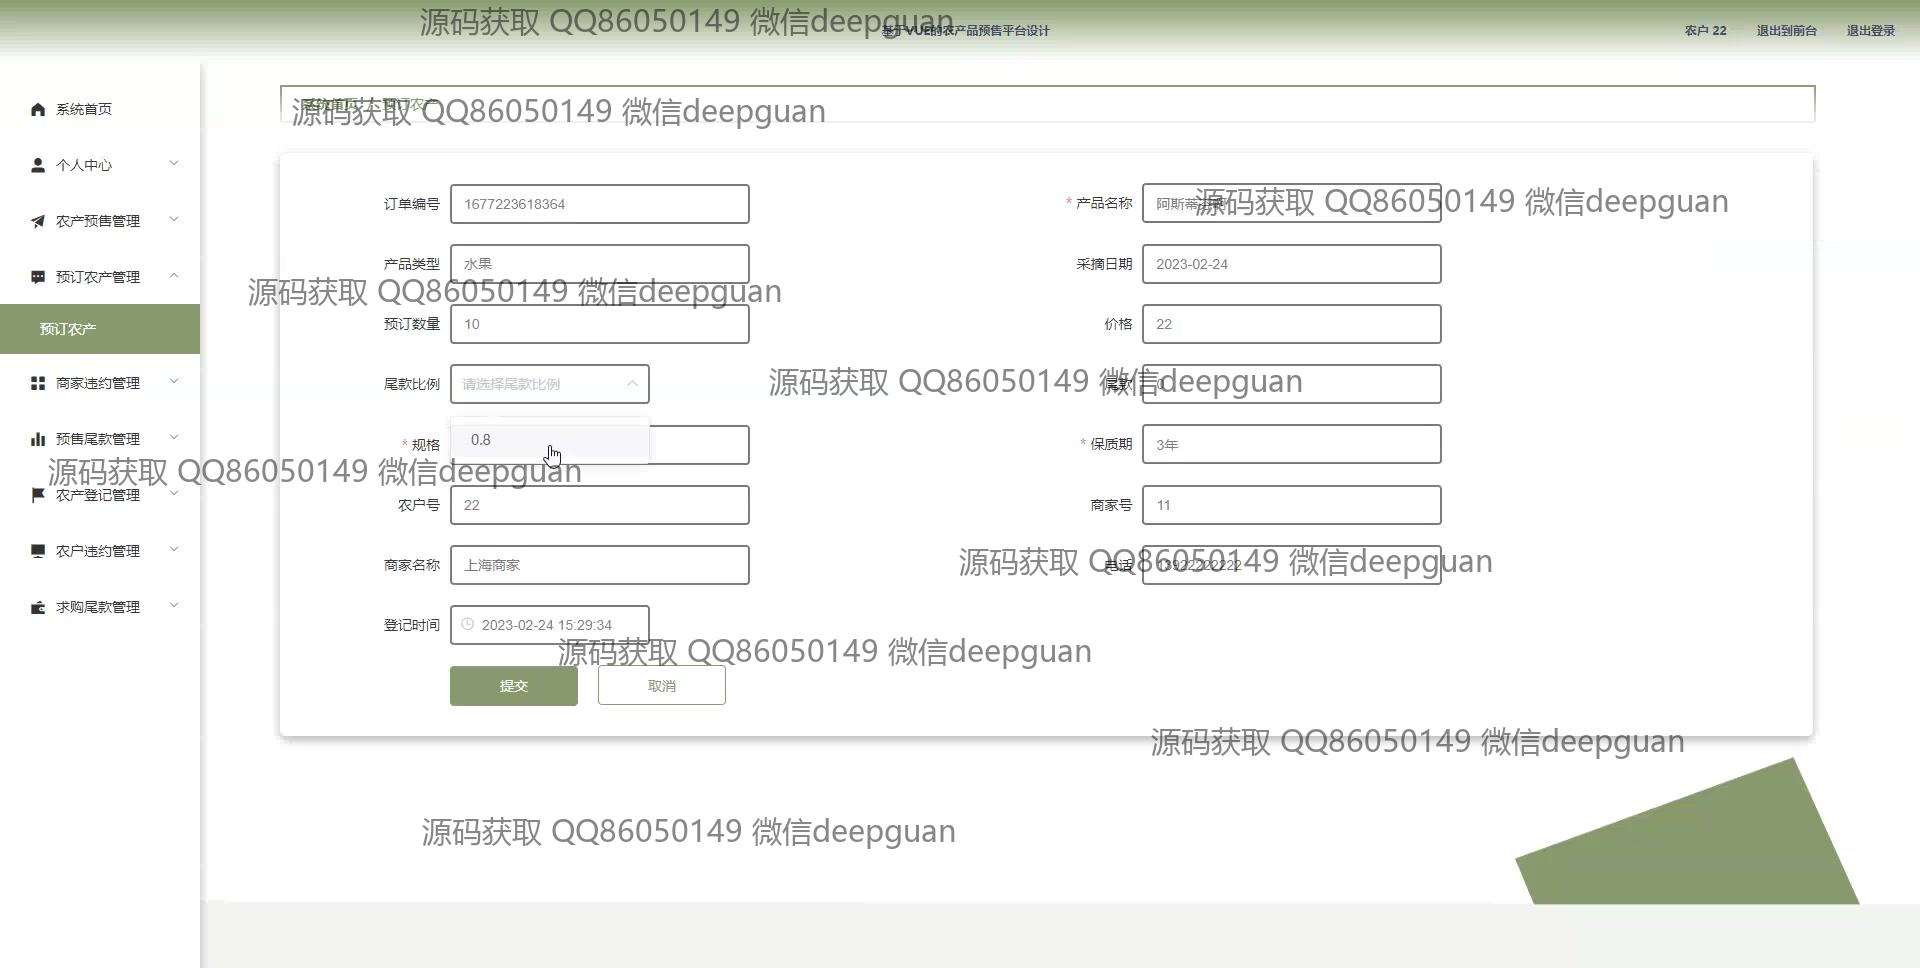 源码获取 QQ86050149 微信deepguan
基于VUE的农产品预售平台设计
农户 22
退出到前台
退出登录
系统首页
个人中心
农产预售管理
预订农产管理
预订农产
商家违约管理
预售尾款管理
农产登记管理
农户违约管理
求购尾款管理
系统首页 预订农产
源码获取 QQ86050149 微信deepguan
订单编号 1677223618364
* 产品名称 阿斯蒂
源码获取 QQ86050149 微信deepguan
产品类型 水果
采摘日期 2023-02-24
源码获取 QQ86050149 微信deepguan
预订数量 10
价格 22
尾款比例 请选择尾款比例
尾款 0
源码获取 QQ86050149 微信deepguan
* 规格
0.8
* 保质期 3年
源码获取 QQ86050149 微信deepguan
农户号 22
商家号 11
商家名称 上海商家
电话 13922222222
源码获取 QQ86050149 微信deepguan
登记时间 2023-02-24 15:29:34
源码获取 QQ86050149 微信deepguan
提交
取消
源码获取 QQ86050149 微信deepguan
源码获取 QQ86050149 微信deepguan